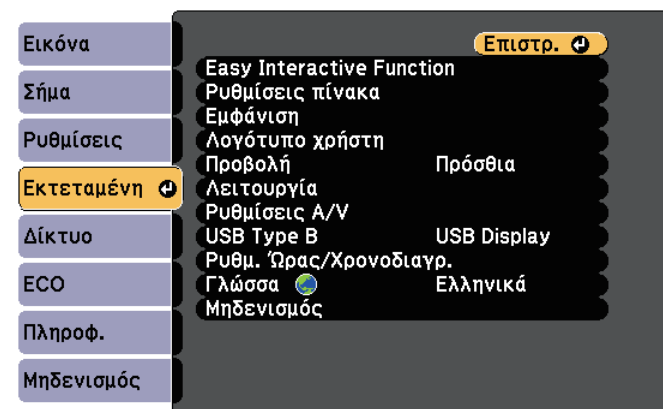 Εικόνα
Σήμα
Ρυθμίσεις
Εκτεταμένη
Δίκτυο
ECO
Πληροφ.
Μηδενισμός
Επιστρ.
Easy Interactive Function
Ρυθμίσεις πίνακα
Εμφάνιση
Λογότυπο χρήστη
Προβολή Πρόσθια
Λειτουργία
Ρυθμίσεις A/V
USB Type B USB Display
Ρυθμ. Ώρας/Χρονοδιαγρ.
Γλώσσα Ελληνικά
Μηδενισμός